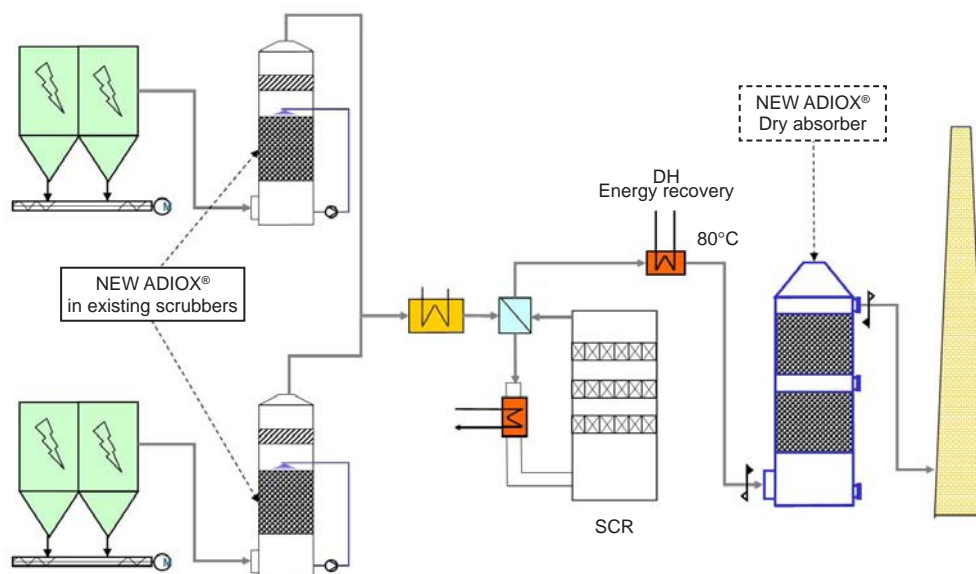 NEW ADIOX®
Dry absorber
DH
Energy recovery
80°C
M
NEW ADIOX®
in existing scrubbers
SCR
M